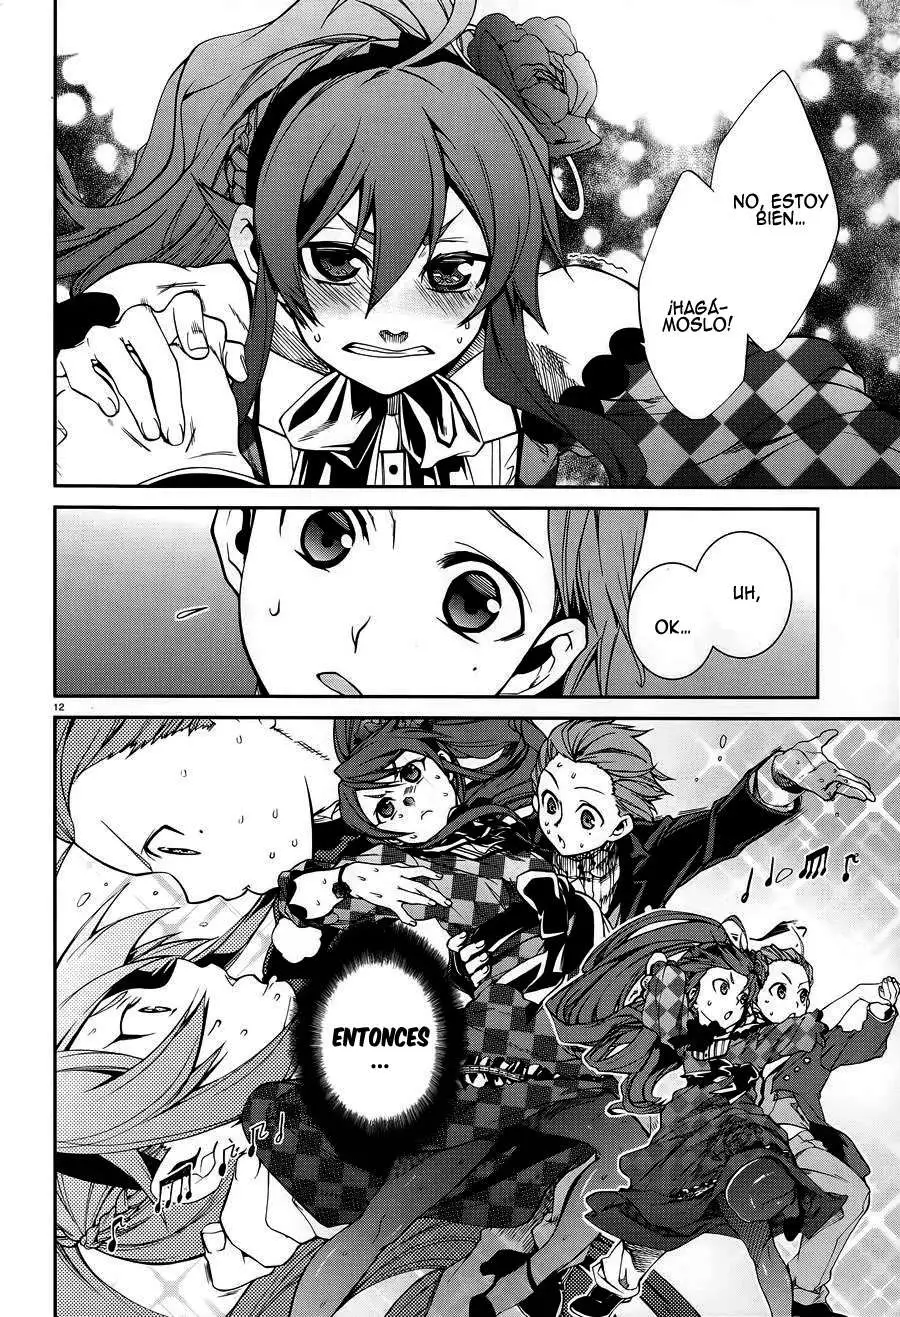 NO, ESTOY
BIEN...
¡HAGÁ-
MOSLO!
UH,
OK...
12
ENTONCES
...